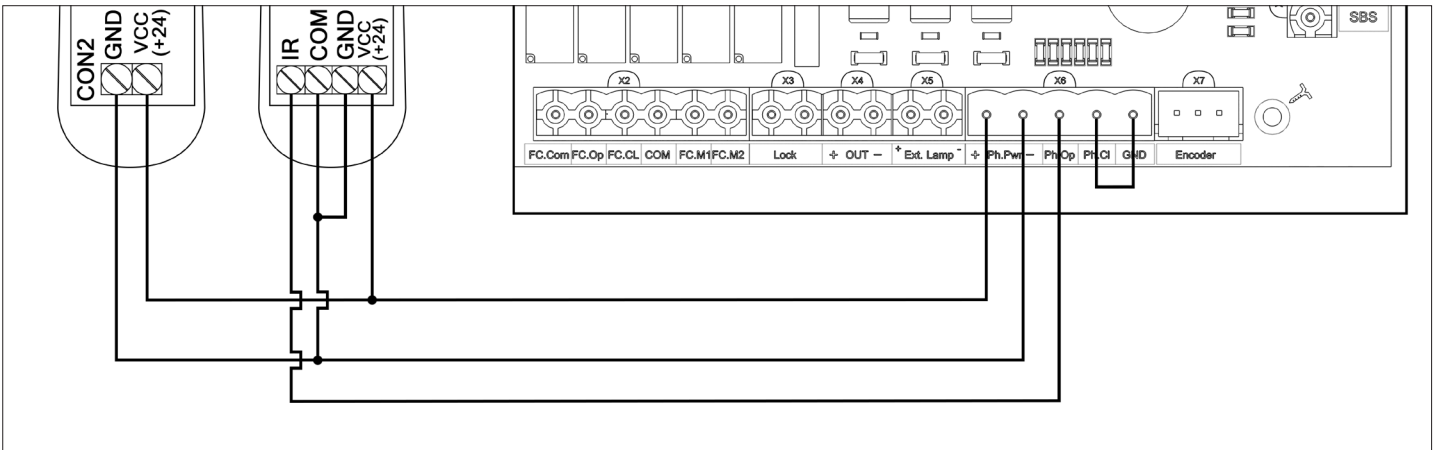 CON2
GND
VCC
(+24)
IR
COM
GND
VCC
(+24)
SBS
X2
X3
X4
X5
X6
X7
FC.Com FC.Op FC.CL COM FC.M1 FC.M2
Lock
+ OUT −
+ Ext. Lamp -
+ Ph.Pwr − Ph.Op Ph.Cl GND
Encoder